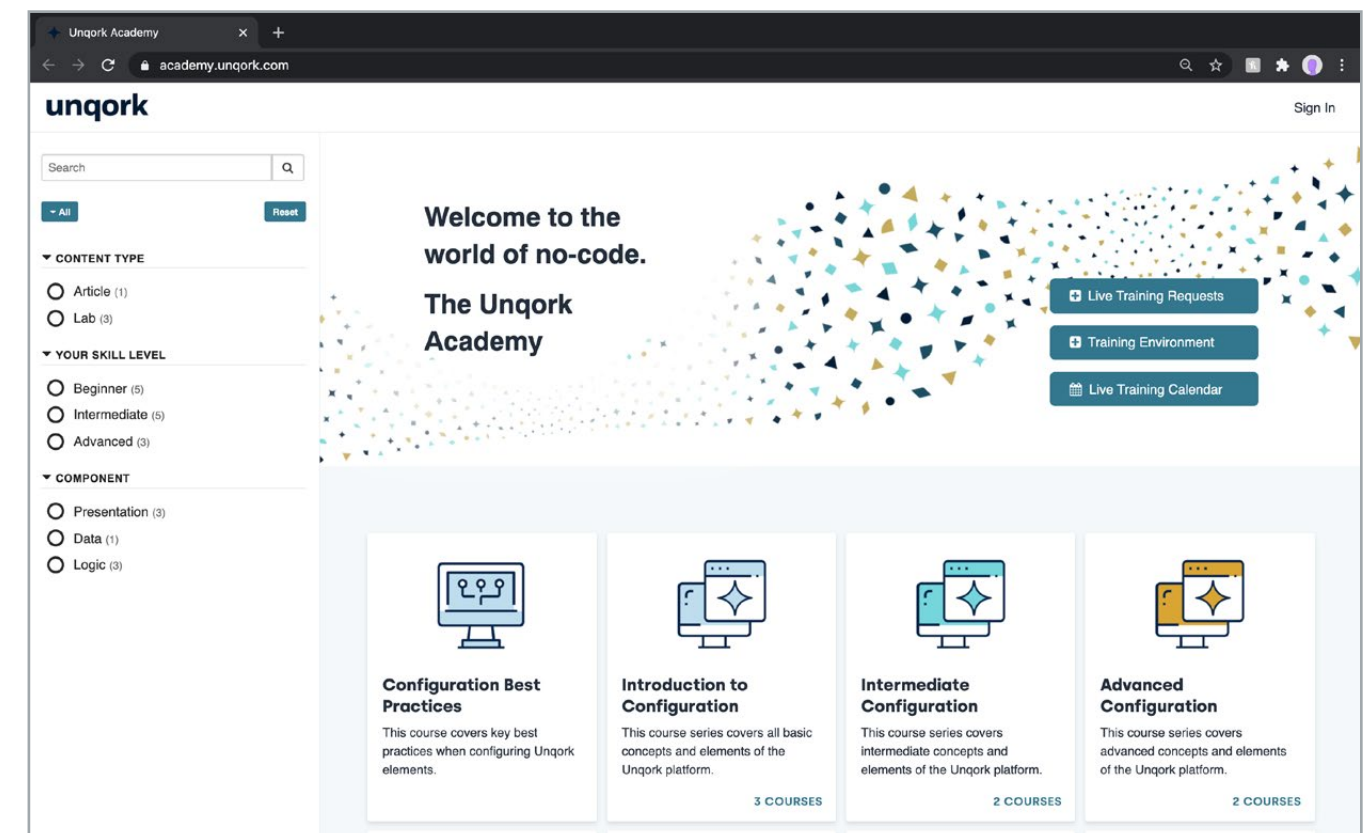 Unqork Academy
academy.unqork.com
unqork
Sign In
Search
All
Reset
CONTENT TYPE
Article (1)
Lab (3)
YOUR SKILL LEVEL
Beginner (5)
Intermediate (5)
Advanced (3)
COMPONENT
Presentation (3)
Data (1)
Logic (3)
Welcome to the
world of no-code.
The Unqork
Academy
Live Training Requests
Training Environment
Live Training Calendar
Configuration Best
Practices
This course covers key best
practices when configuring Unqork
elements.
Introduction to
Configuration
This course series covers all basic
concepts and elements of the
Unqork platform.
3 COURSES
Intermediate
Configuration
This course series covers
intermediate concepts and
elements of the Unqork platform.
2 COURSES
Advanced
Configuration
This course series covers
advanced concepts and elements
of the Unqork platform.
2 COURSES